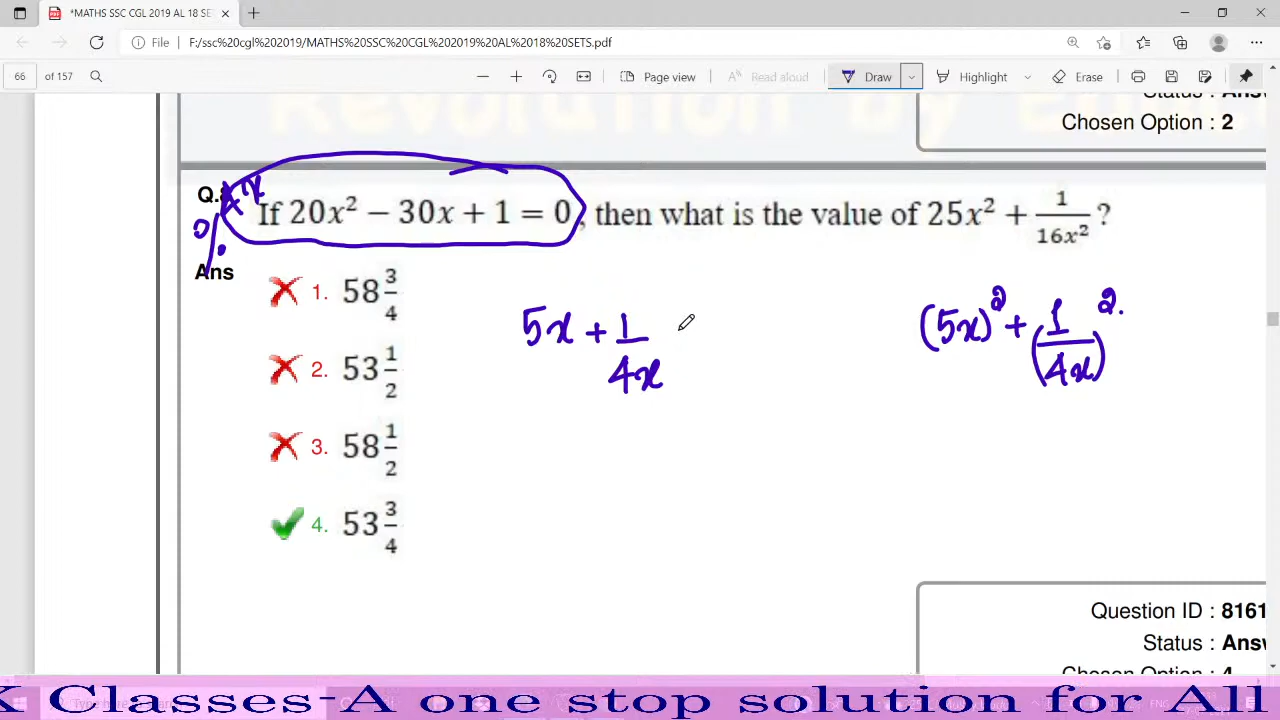 *MATHS SSC CGL 2019 AL 18 SE
File F:/ssc%20cgl%202019/MATHS%20SSC%20CGL%202019%20AL%2018%20SETS.pdf
66 of 157 Page view Read aloud Draw Highlight Erase
Chosen Option : 2
If 20x² − 30x + 1 = 0, then what is the value of 25x² + 1/16x² ?
4x
0
Ans
1. 58 3/4
5x + 1/4x
(5x)² + 1/(4x)².
2. 53 1/2
3. 58 1/2
4. 53 3/4
Question ID : 8161
Status : Answ
K Classes-A one stop solution for All